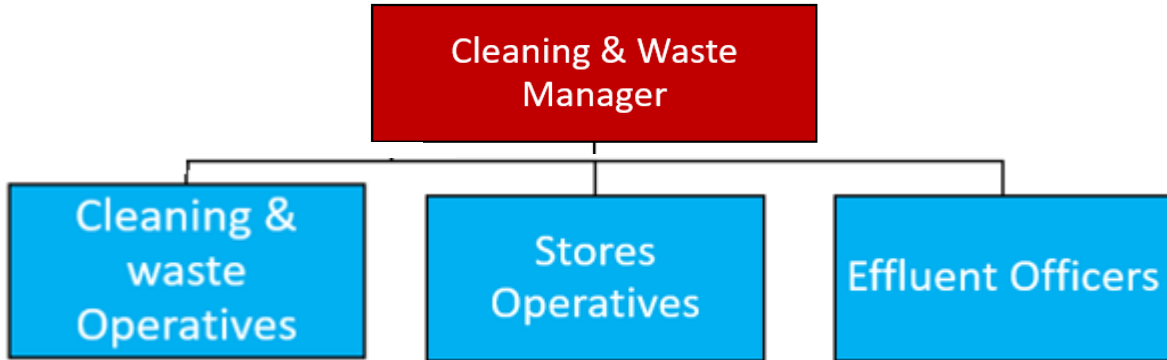 Cleaning & Waste
Manager
Cleaning &
waste
Operatives
Stores
Operatives
Effluent Officers